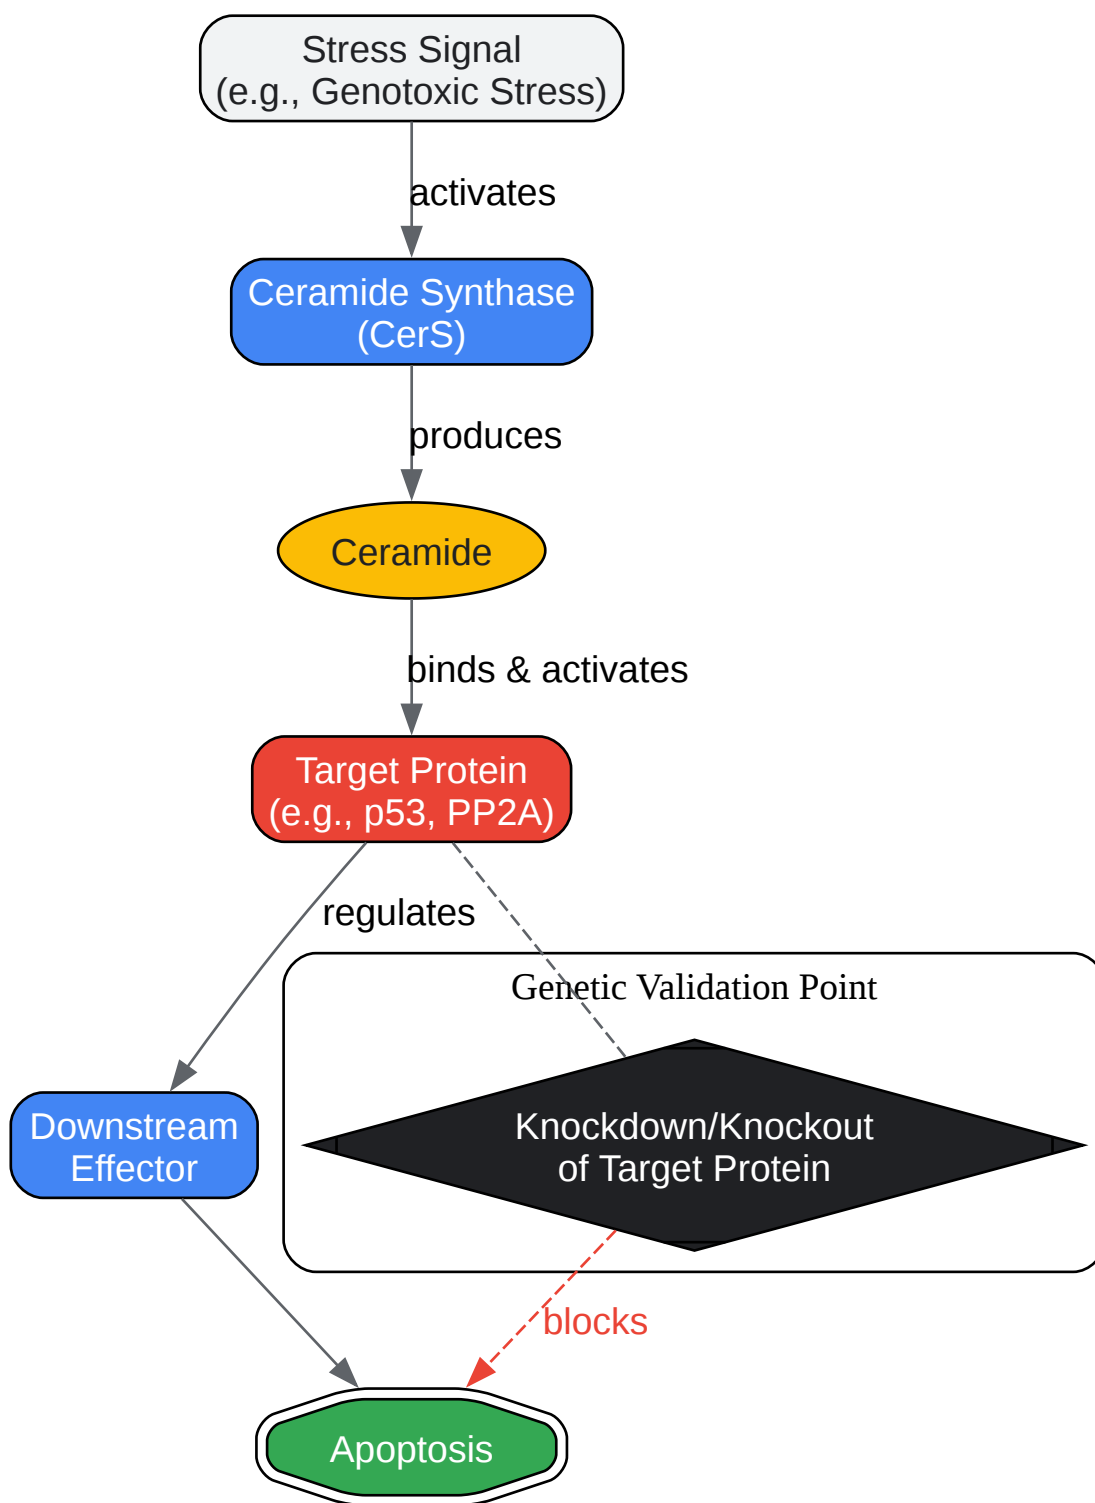 Stress Signal
(e.g., Genotoxic Stress)
activates
Ceramide Synthase
(CerS)
produces
Ceramide
binds & activates
Target Protein
(e.g., p53, PP2A)
regulates
Genetic Validation Point
Downstream
Effector
Knockdown/Knockout
of Target Protein
blocks
Apoptosis